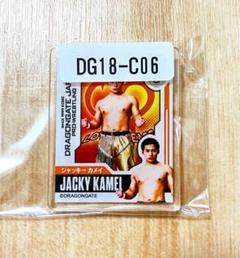 DG18-C06
DRAGONGATE JAPAN
PRO-WRESTLING
ジャッキー カメイ
JACKY KAMEI
©DRAGONGATE